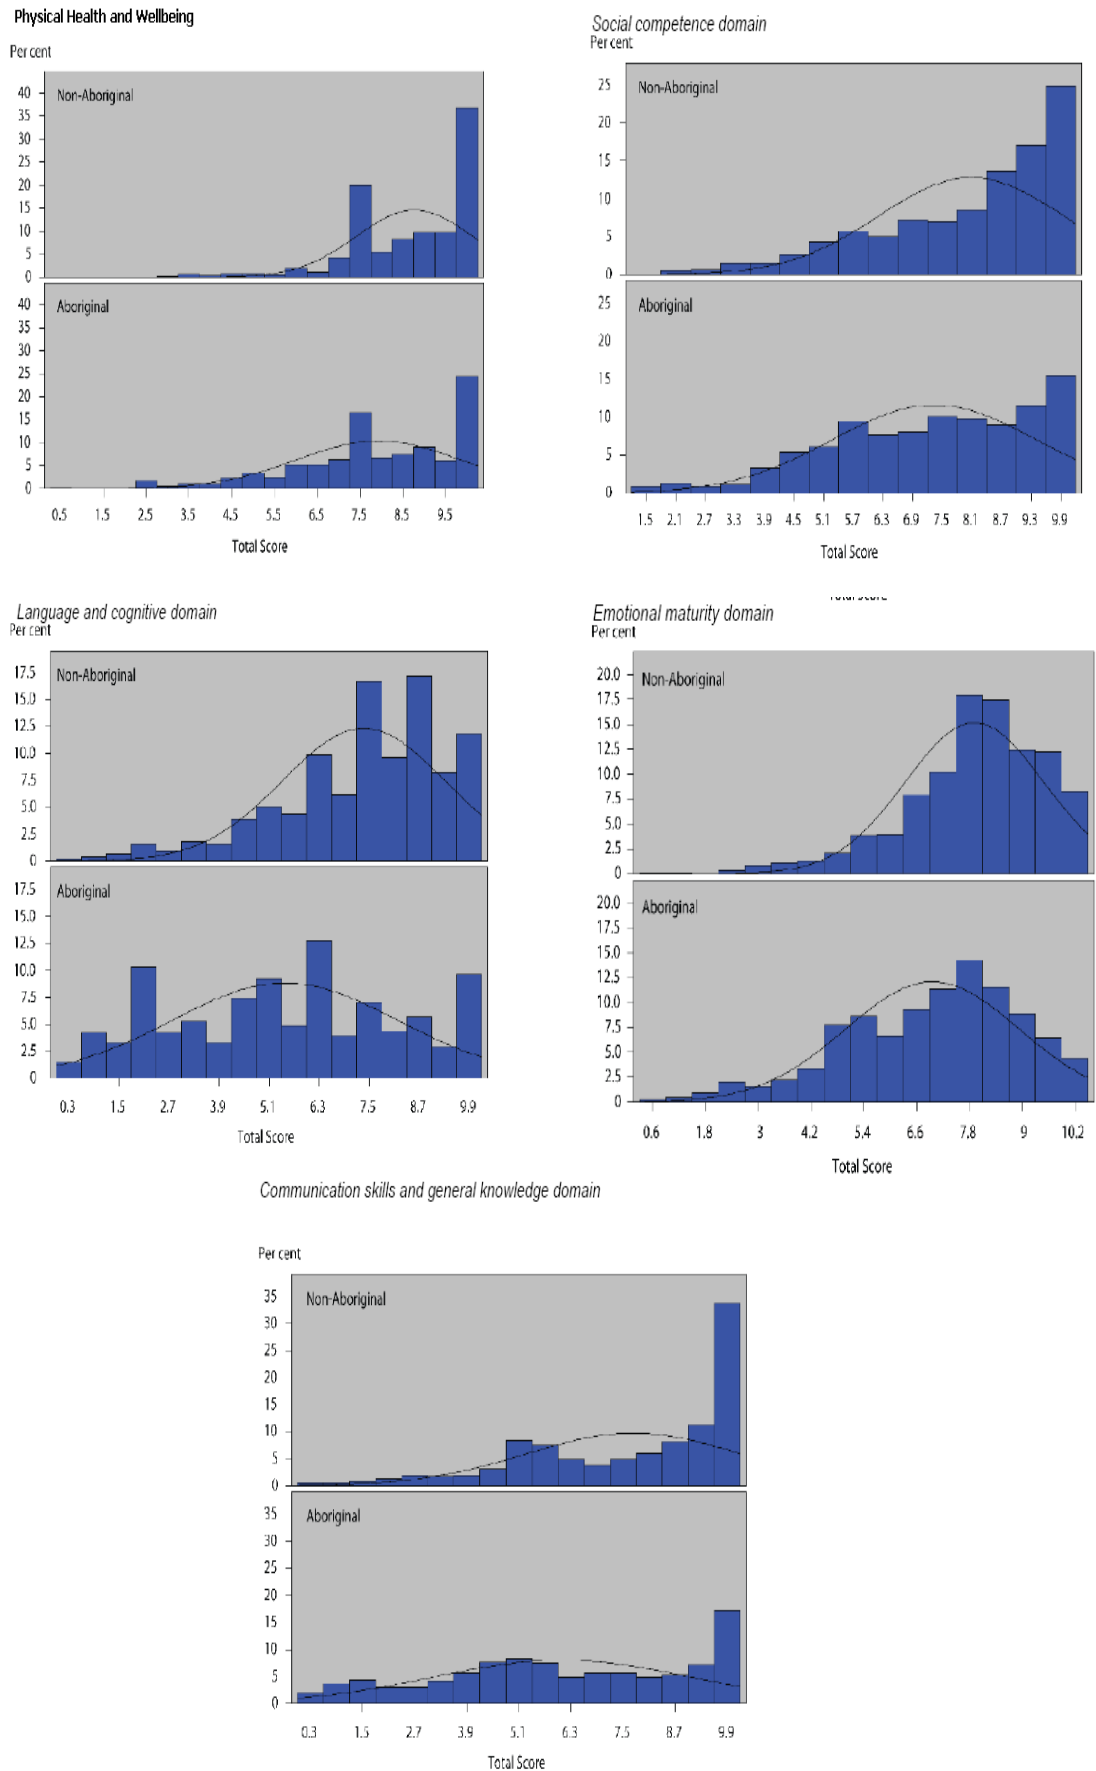 Physical Health and Wellbeing
Per cent
40
35
30
25
20
15
10
5
0
Non-Aboriginal
40
35
30
25
20
15
10
5
0
Aboriginal
0.5 1.5 2.5 3.5 4.5 5.5 6.5 7.5 8.5 9.5
Total Score
Social competence domain
Per cent
25
20
15
10
5
0
Non-Aboriginal
25
20
15
10
5
0
Aboriginal
1.5 2.1 2.7 3.3 3.9 4.5 5.1 5.7 6.3 6.9 7.5 8.1 8.7 9.3 9.9
Total Score
Language and cognitive domain
Per cent
17.5
15.0
12.5
10.0
7.5
5.0
2.5
0
Non-Aboriginal
17.5
15.0
12.5
10.0
7.5
5.0
2.5
0
Aboriginal
0.3 1.5 2.7 3.9 5.1 6.3 7.5 8.7 9.9
Total Score
Total Score
Emotional maturity domain
Per cent
20.0
17.5
15.0
12.5
10.0
7.5
5.0
2.5
0
Non-Aboriginal
20.0
17.5
15.0
12.5
10.0
7.5
5.0
2.5
0
Aboriginal
0.6 1.8 3 4.2 5.4 6.6 7.8 9 10.2
Total Score
Communication skills and general knowledge domain
Per cent
35
30
25
20
15
10
5
0
Non-Aboriginal
35
30
25
20
15
10
5
0
Aboriginal
0.3 1.5 2.7 3.9 5.1 6.3 7.5 8.7 9.9
Total Score